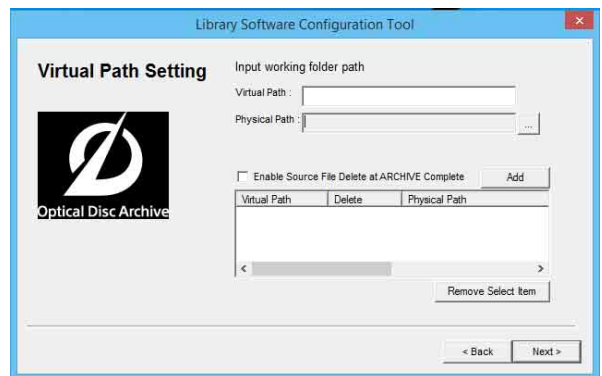 Library Software Configuration Tool
Virtual Path Setting
Input working folder path
Virtual Path :
Physical Path :
...
Enable Source File Delete at ARCHIVE Complete
Add
Virtual Path Delete Physical Path
Optical Disc Archive
Remove Select Item
< Back Next >